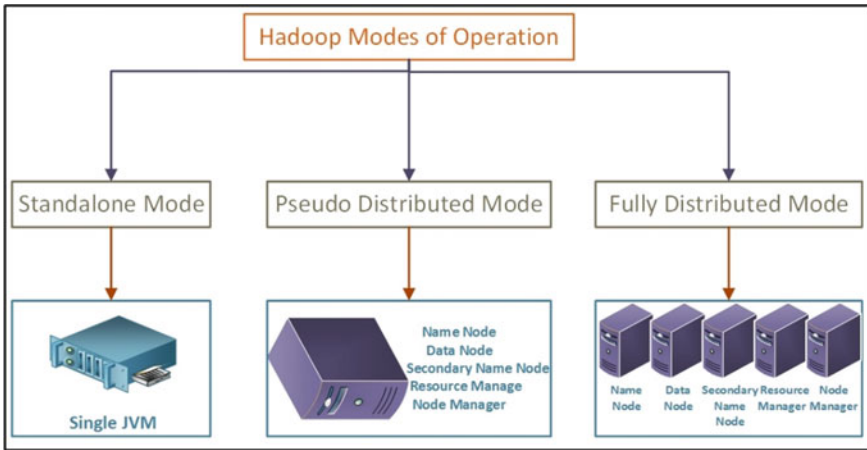 Hadoop Modes of Operation
Standalone Mode
Pseudo Distributed Mode
Fully Distributed Mode
Single JVM
Name Node
Data Node
Secondary Name Node
Resource Manage
Node Manager
Name
Node
Data
Node
Secondary
Name
Node
Resource
Manager
Node
Manager